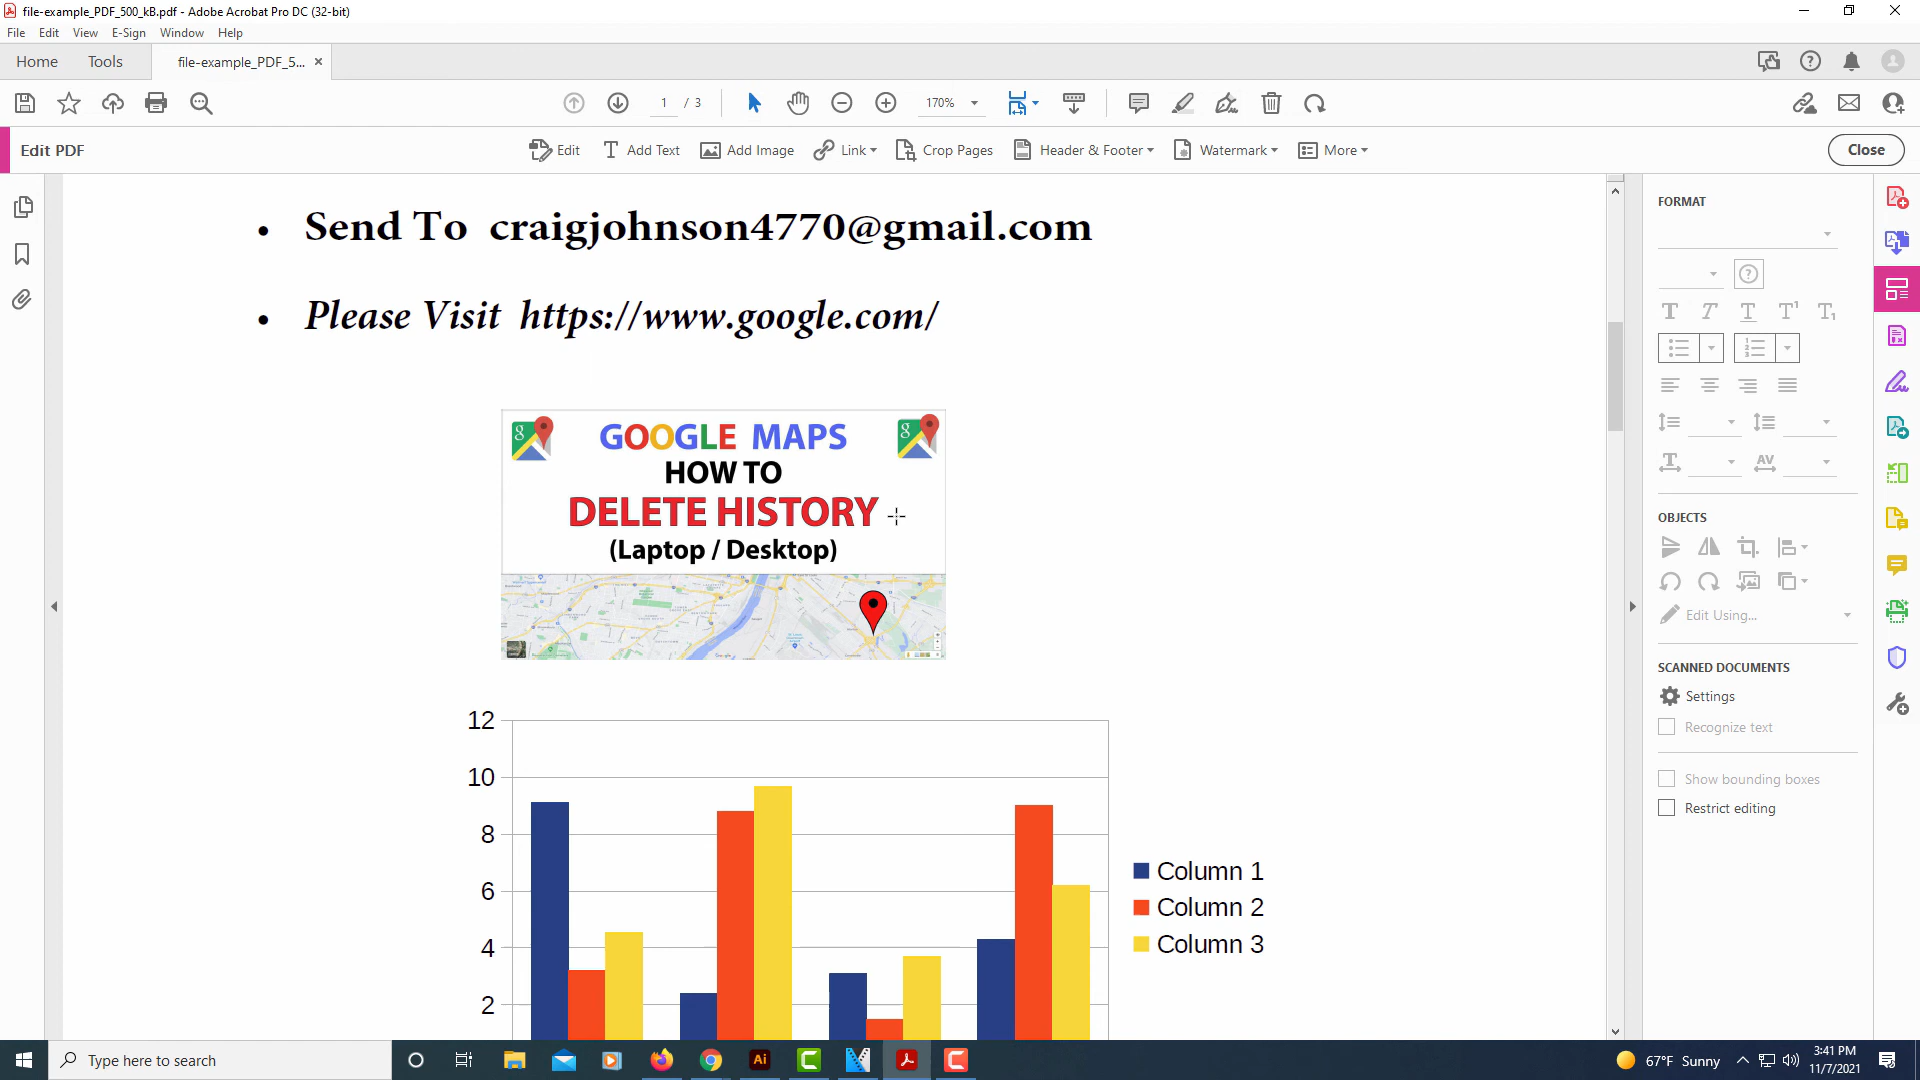 file-example_PDF_500_kB.pdf - Adobe Acrobat Pro DC (32-bit)
File Edit View E-Sign Window Help
Home Tools file-example_PDF_5...
1 / 3 170%
Edit PDF Edit Add Text Add Image Link Crop Pages Header & Footer Watermark More Close
• Send To craigjohnson4770@gmail.com
• Please Visit https://www.google.com/
GOOGLE MAPS
HOW TO
DELETE HISTORY
(Laptop / Desktop)
12
10
8
6
4
2
Column 1
Column 2
Column 3
FORMAT
OBJECTS
Edit Using...
SCANNED DOCUMENTS
Settings
Recognize text
Show bounding boxes
Restrict editing
Type here to search
67°F Sunny
3:41 PM
11/7/2021